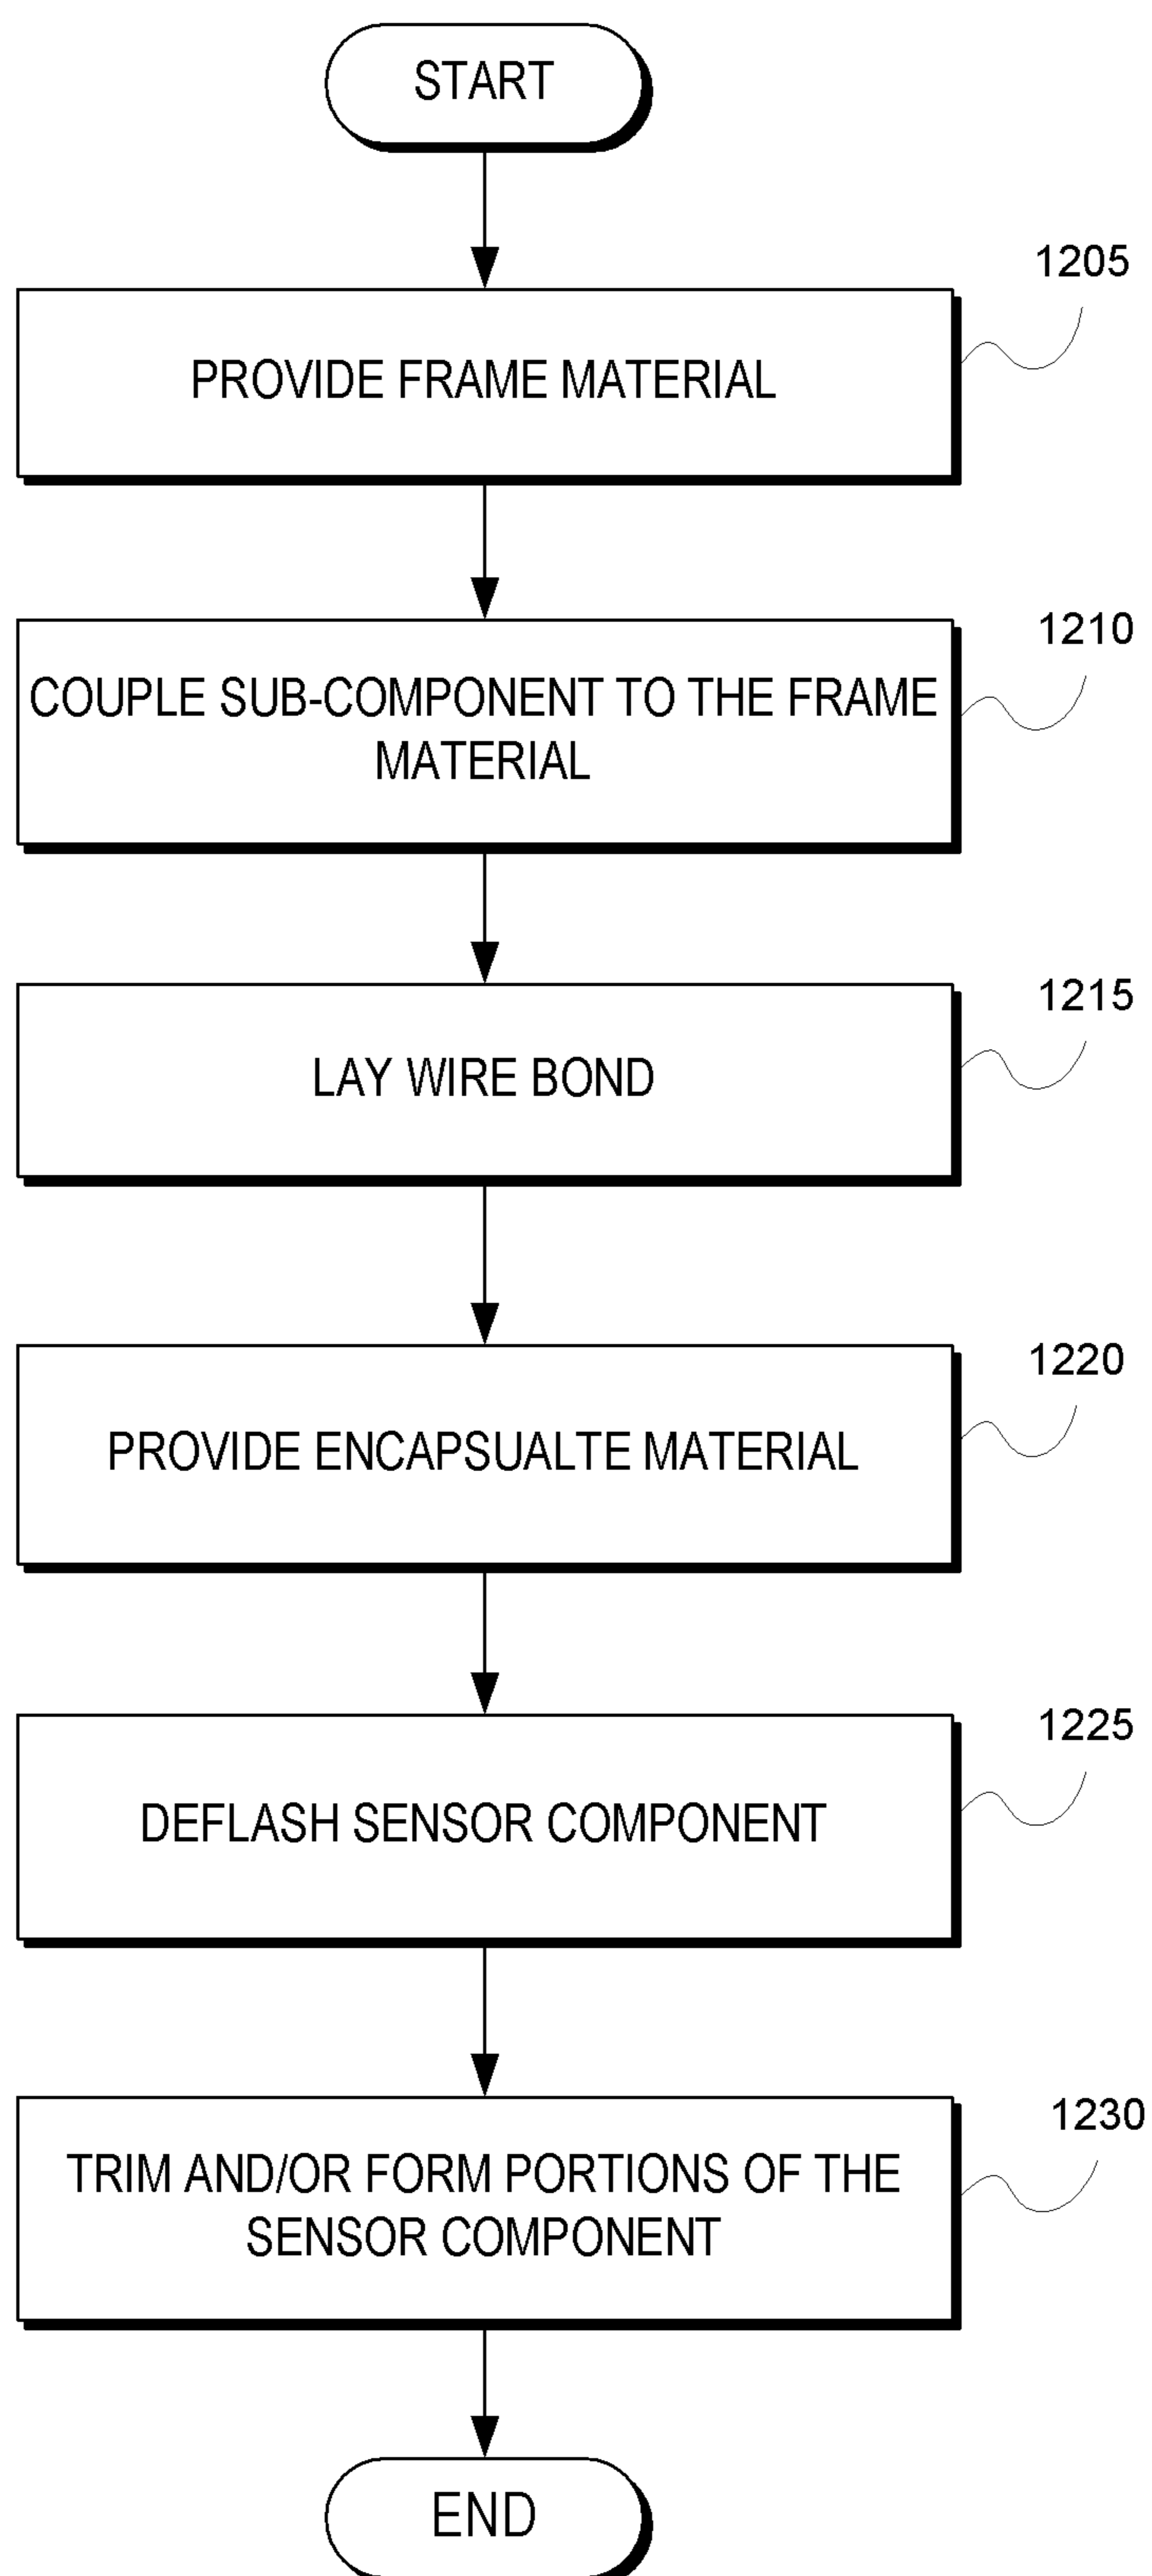 START
1205
PROVIDE FRAME MATERIAL
1210
COUPLE SUB-COMPONENT TO THE FRAME
MATERIAL
1215
LAY WIRE BOND
1220
PROVIDE ENCAPSUALTE MATERIAL
1225
DEFLASH SENSOR COMPONENT
1230
TRIM AND/OR FORM PORTIONS OF THE
SENSOR COMPONENT
END